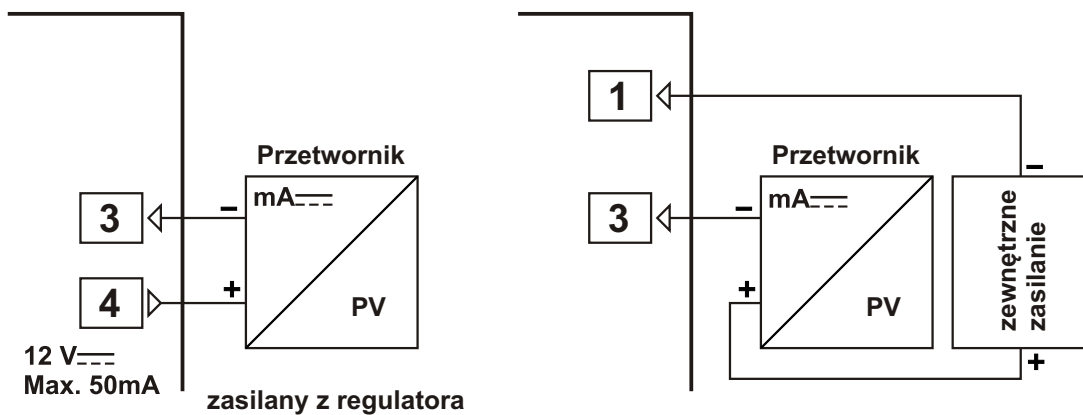 Przetwornik
mA
3
–
4
+
PV
12 V
Max. 50mA
zasilany z regulatora
1
Przetwornik
–
mA
3
–
+
PV
zewnętrzne
zasilanie
+